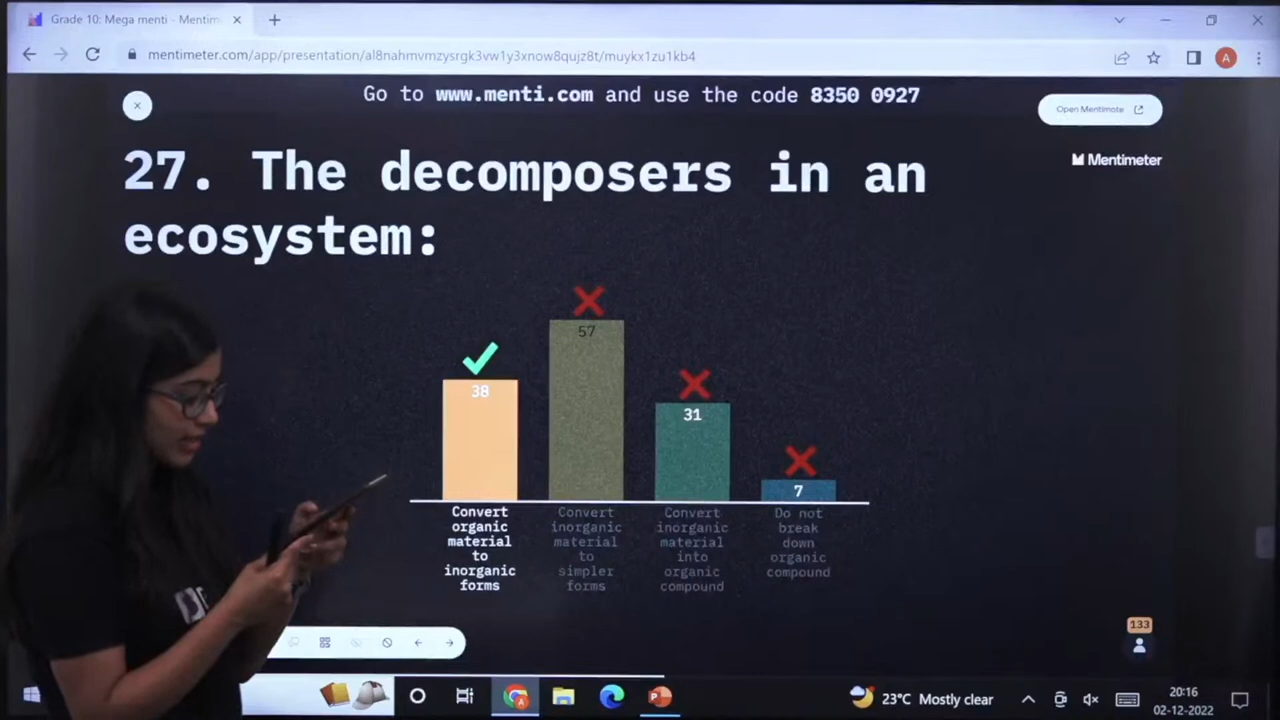 Grade 10: Mega menti - Mentim
mentimeter.com/app/presentation/al8nahmvmzysrgk3vw1y3xnow8qujz8t/muykx1zu1kb4
A
Go to www.menti.com and use the code 8350 0927
Open Mentimote
Mentimeter
27. The decomposers in an
ecosystem:
38
57
31
7
Convert
organic
material
to
inorganic
forms
Convert
inorganic
material
to
simpler
forms
Convert
inorganic
material
into
organic
compound
Do not
break
down
organic
compound
133
23°C Mostly clear
20:16
02-12-2022